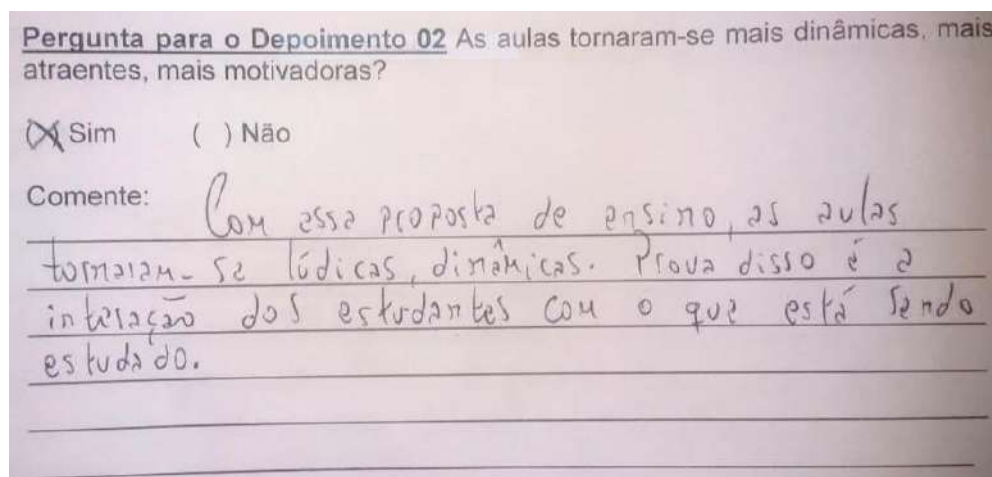 Pergunta para o Depoimento 02 As aulas tornaram-se mais dinâmicas, mais
atraentes, mais motivadoras?
(X) Sim ( ) Não
Comente: Com essa proposta de ensino, as aulas
tornaram-se lúdicas, dinâmicas. Prova disso é a
interação dos estudantes com o que está sendo
estudado.